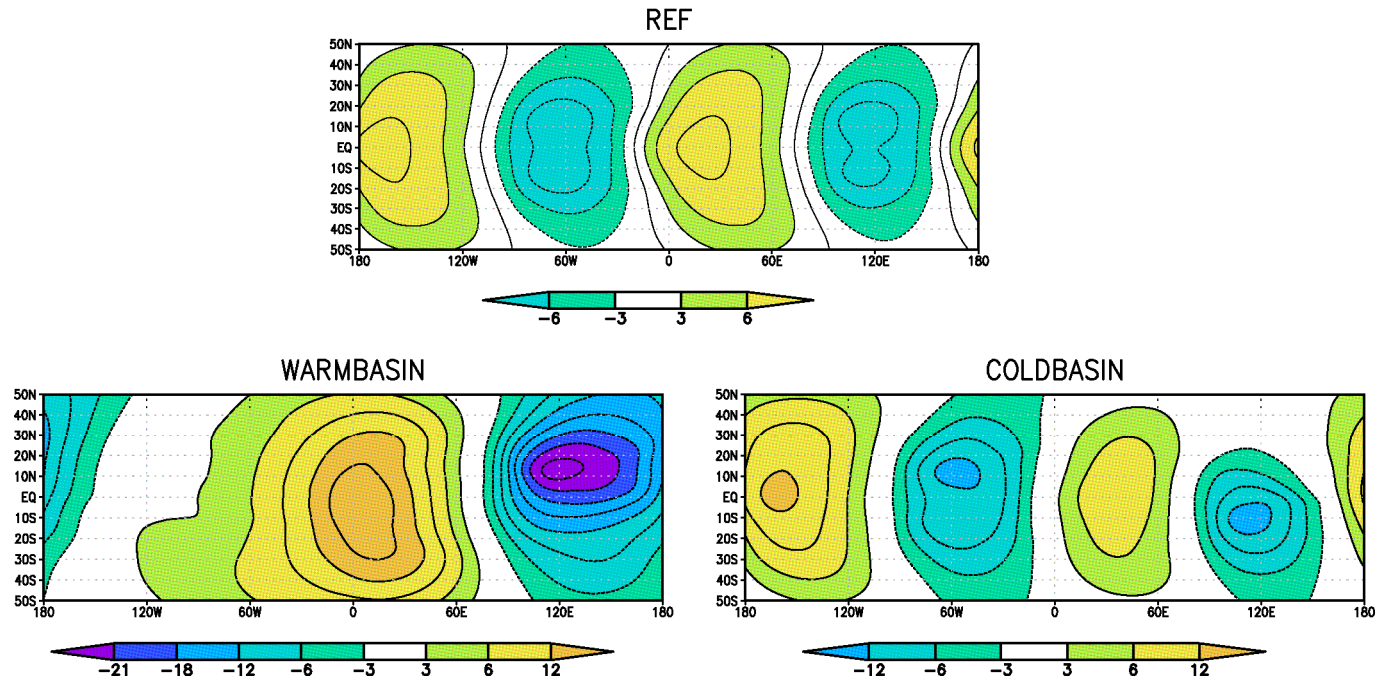 REF
50N
40N
30N
20N
10N
EQ
10S
20S
30S
40S
50S
180 120W 60W 0 60E 120E 180
-6 -3 3 6
WARMBASIN
50N
40N
30N
20N
10N
EQ
10S
20S
30S
40S
50S
180 120W 60W 0 60E 120E 180
-21 -18 -12 -6 -3 3 6 12
COLDBASIN
50N
40N
30N
20N
10N
EQ
10S
20S
30S
40S
50S
180 120W 60W 0 60E 120E 180
-12 -6 -3 3 6 12